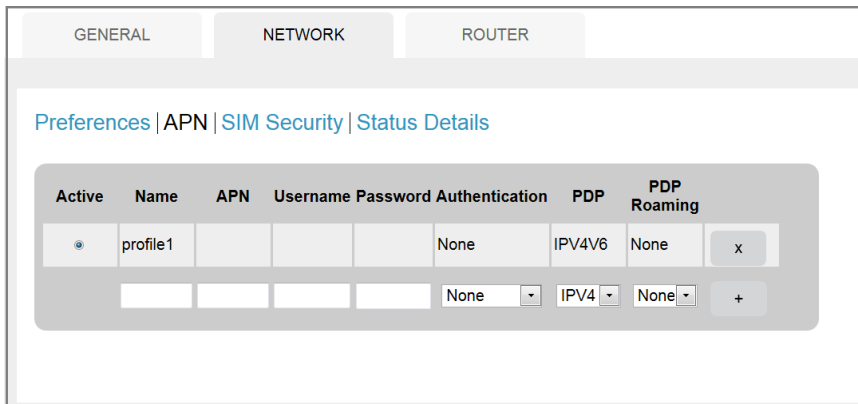 GENERAL NETWORK ROUTER
Preferences | APN | SIM Security | Status Details
Active Name APN Username Password Authentication PDP PDP Roaming
profile1 None IPV4V6 None x
None IPV4 None +